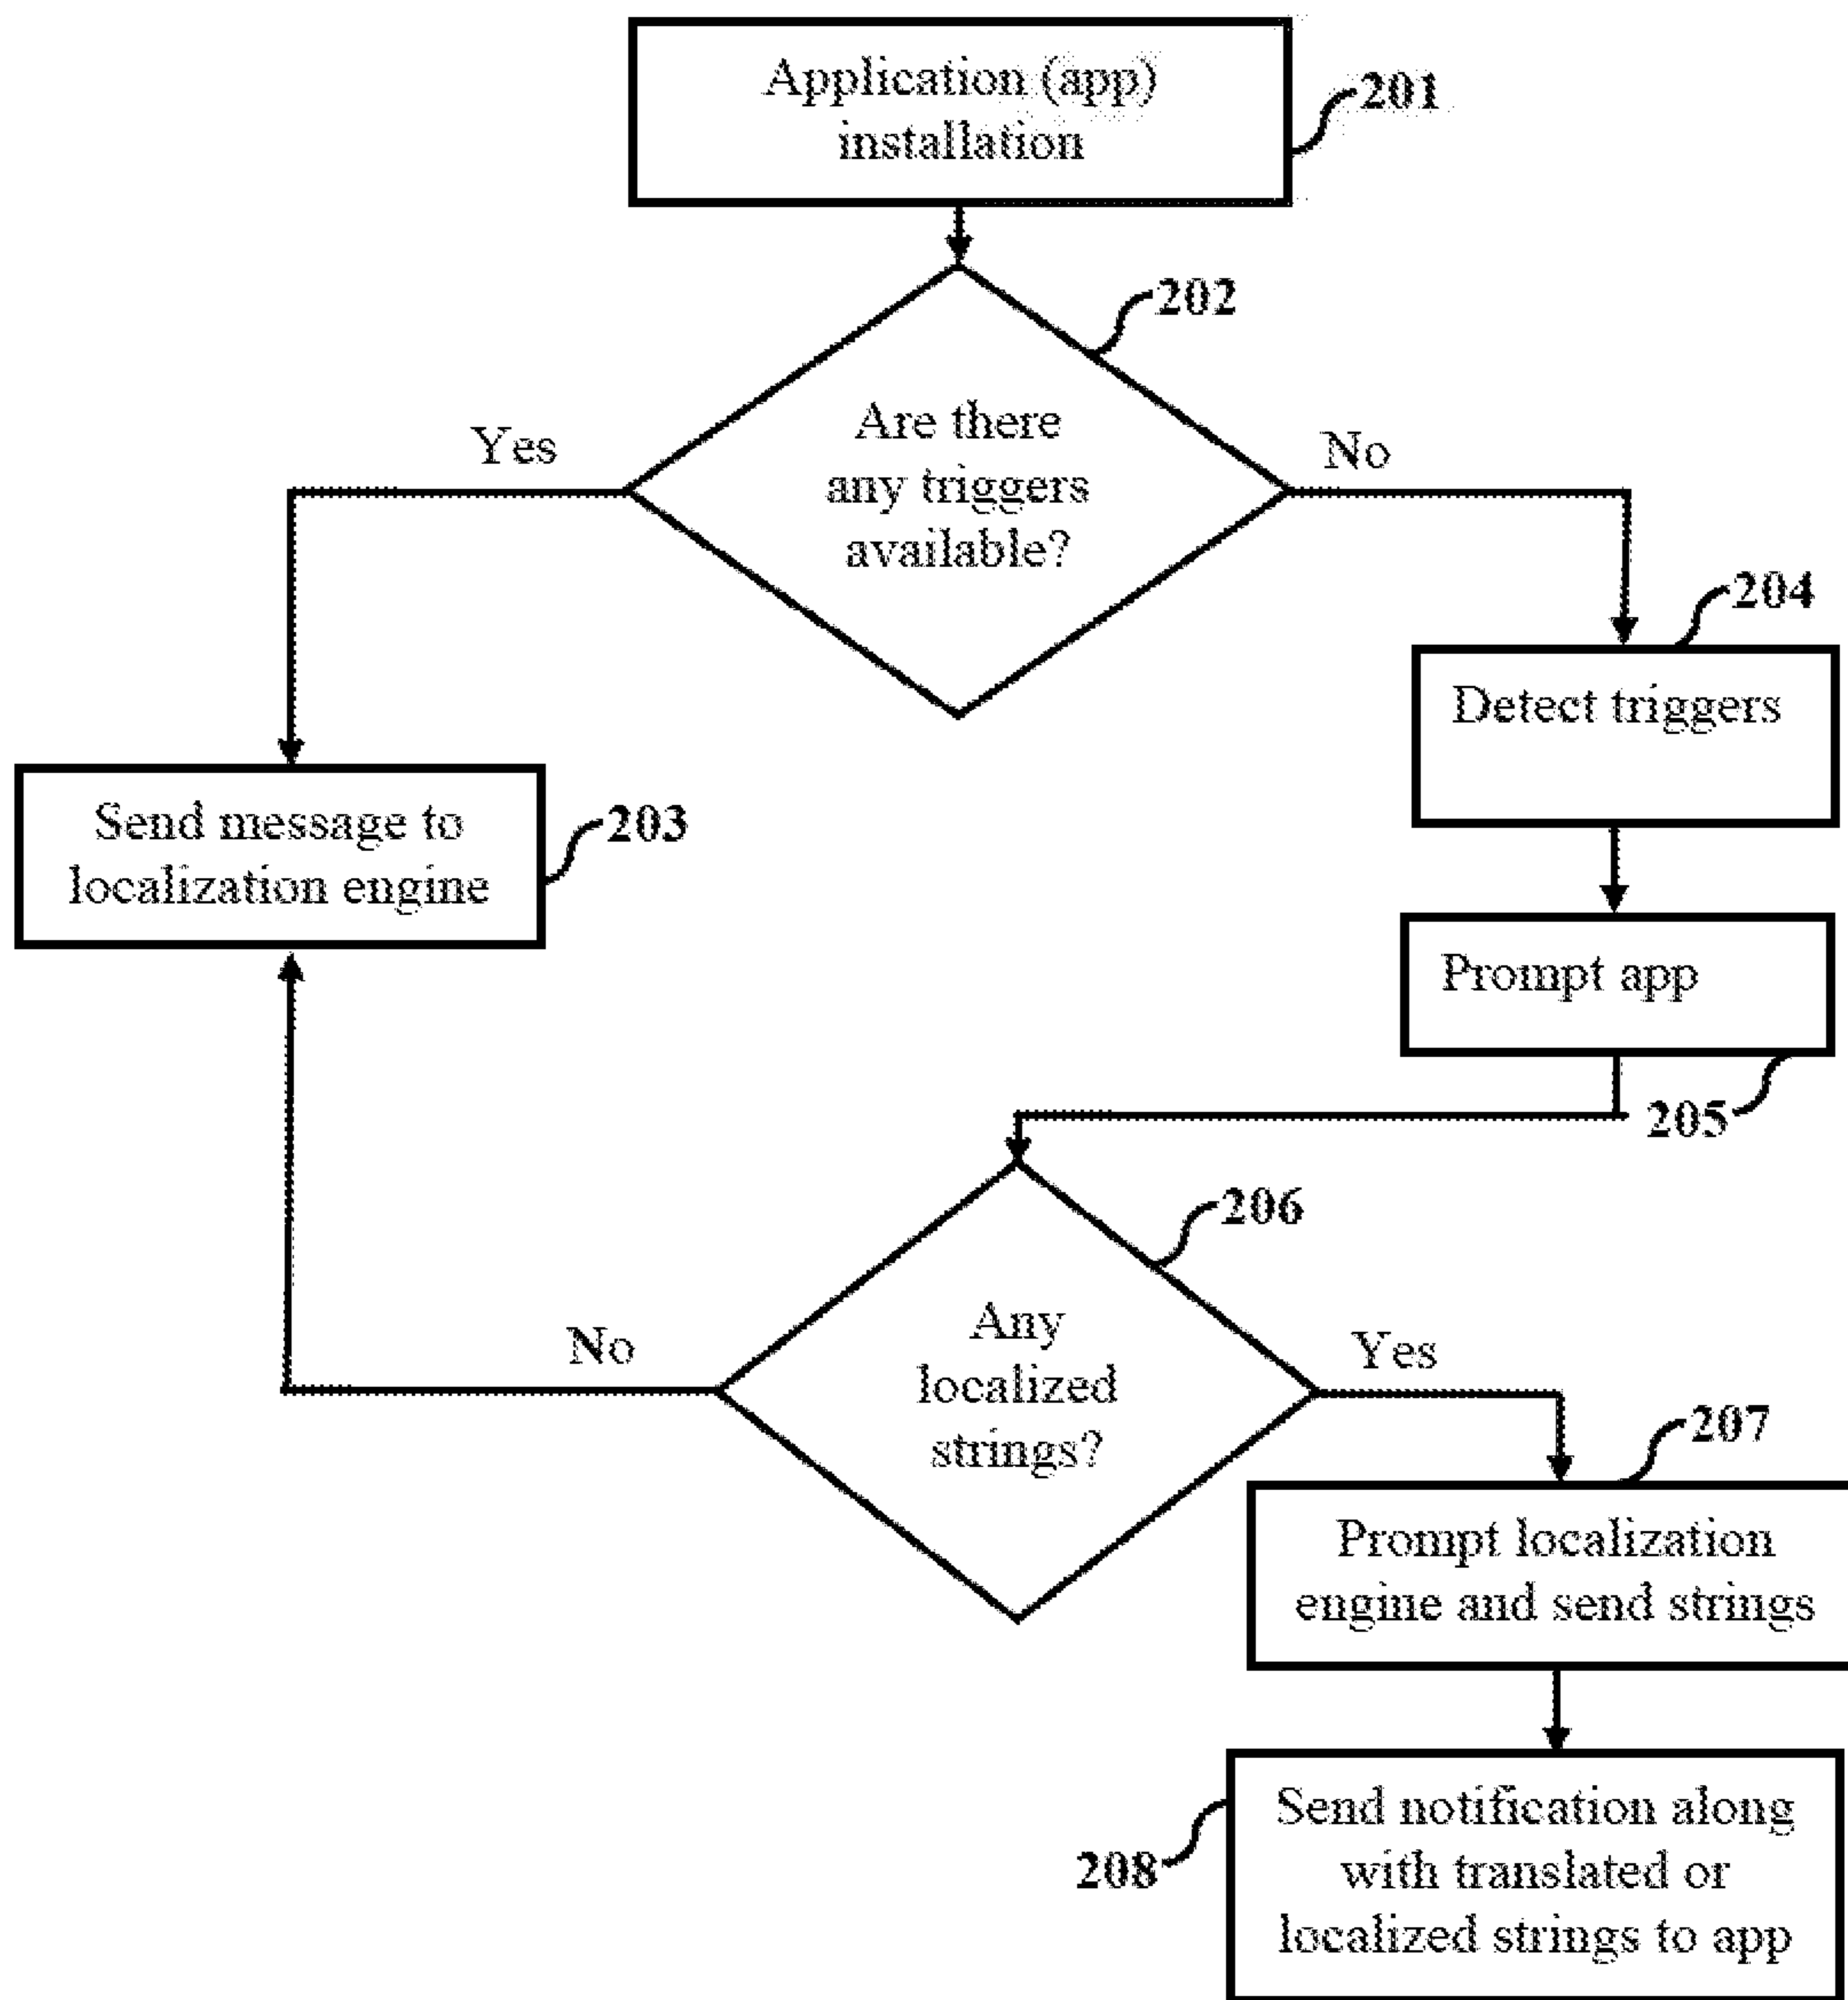 Application (app)
installation
201
202
Are there
any triggers
available?
Yes
No
204
Detect triggers
Send message to
localization engine
203
Prompt app
205
206
Any
localized
strings?
No
Yes
207
Prompt localization
engine and send strings
208
Send notification along
with translated or
localized strings to app